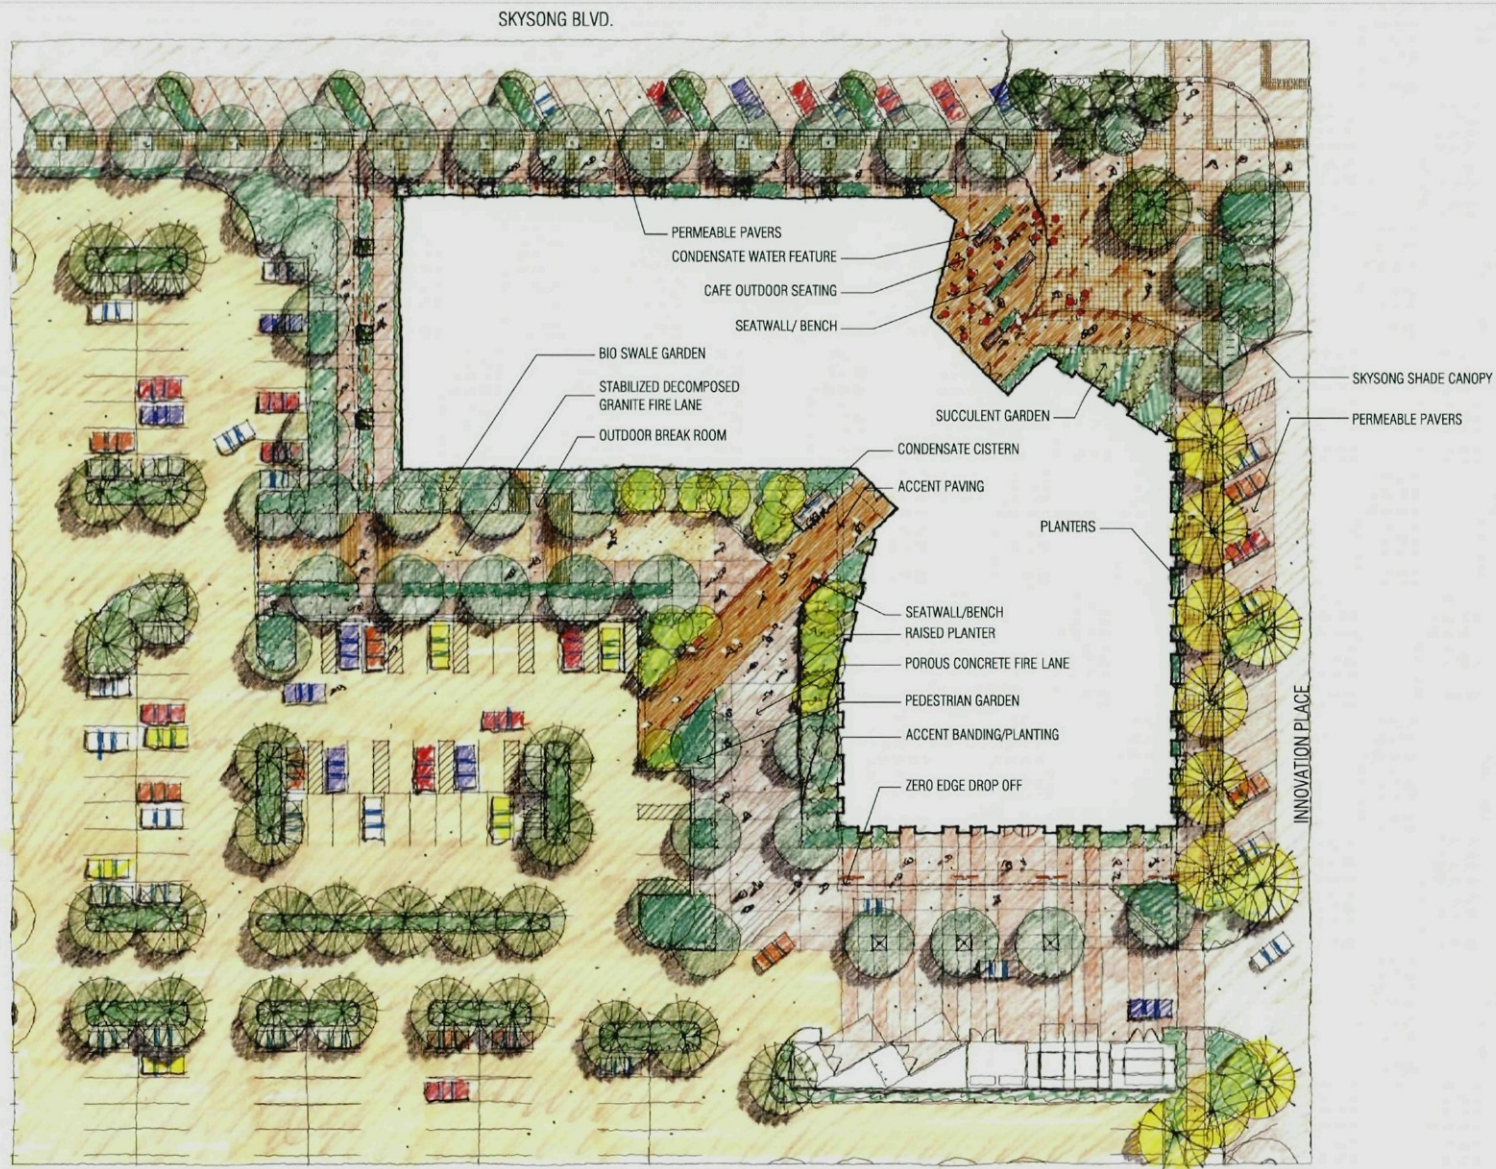 SKYSONG BLVD.
PERMEABLE PAVERS
CONDENSATE WATER FEATURE
CAFE OUTDOOR SEATING
SEATWALL/ BENCH
BIO SWALE GARDEN
STABILIZED DECOMPOSED
GRANITE FIRE LANE
OUTDOOR BREAK ROOM
SKYSONG SHADE CANOPY
SUCCULENT GARDEN
PERMEABLE PAVERS
CONDENSATE CISTERN
ACCENT PAVING
PLANTERS
SEATWALL/BENCH
RAISED PLANTER
POROUS CONCRETE FIRE LANE
PEDESTRIAN GARDEN
ACCENT BANDING/PLANTING
ZERO EDGE DROP OFF
INNOVATION PLACE